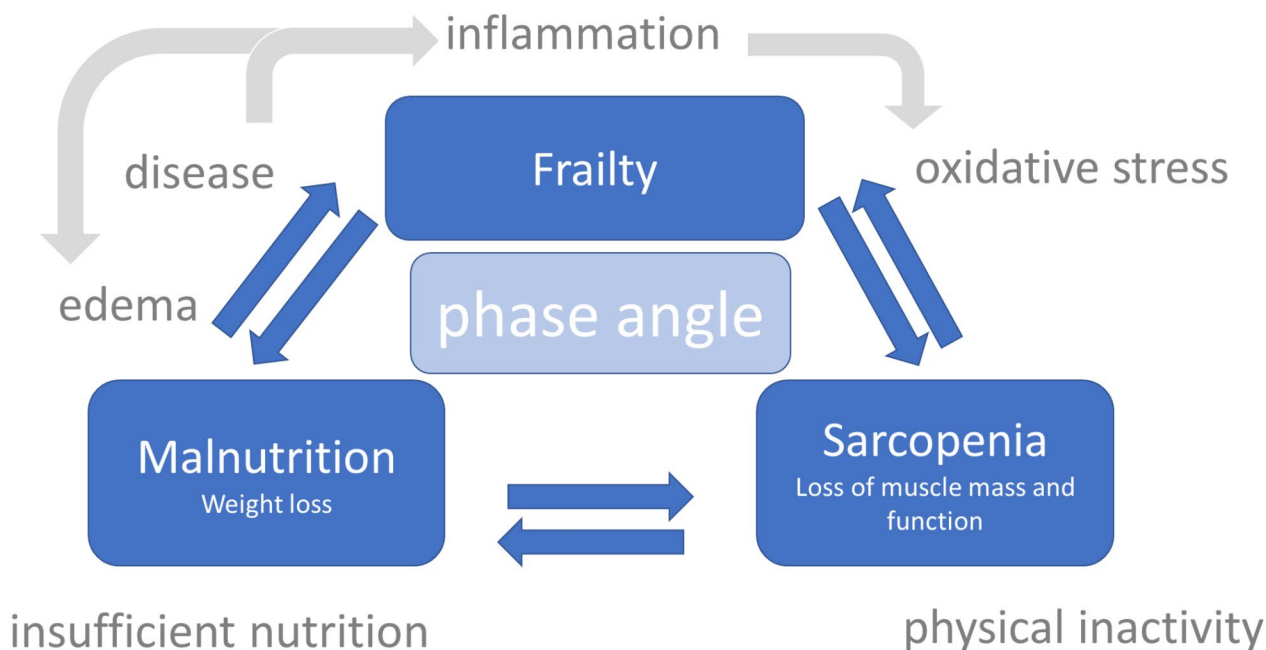 inflammation
disease
Frailty
oxidative stress
edema
phase angle
Malnutrition
Weight loss
Sarcopenia
Loss of muscle mass and
function
insufficient nutrition
physical inactivity